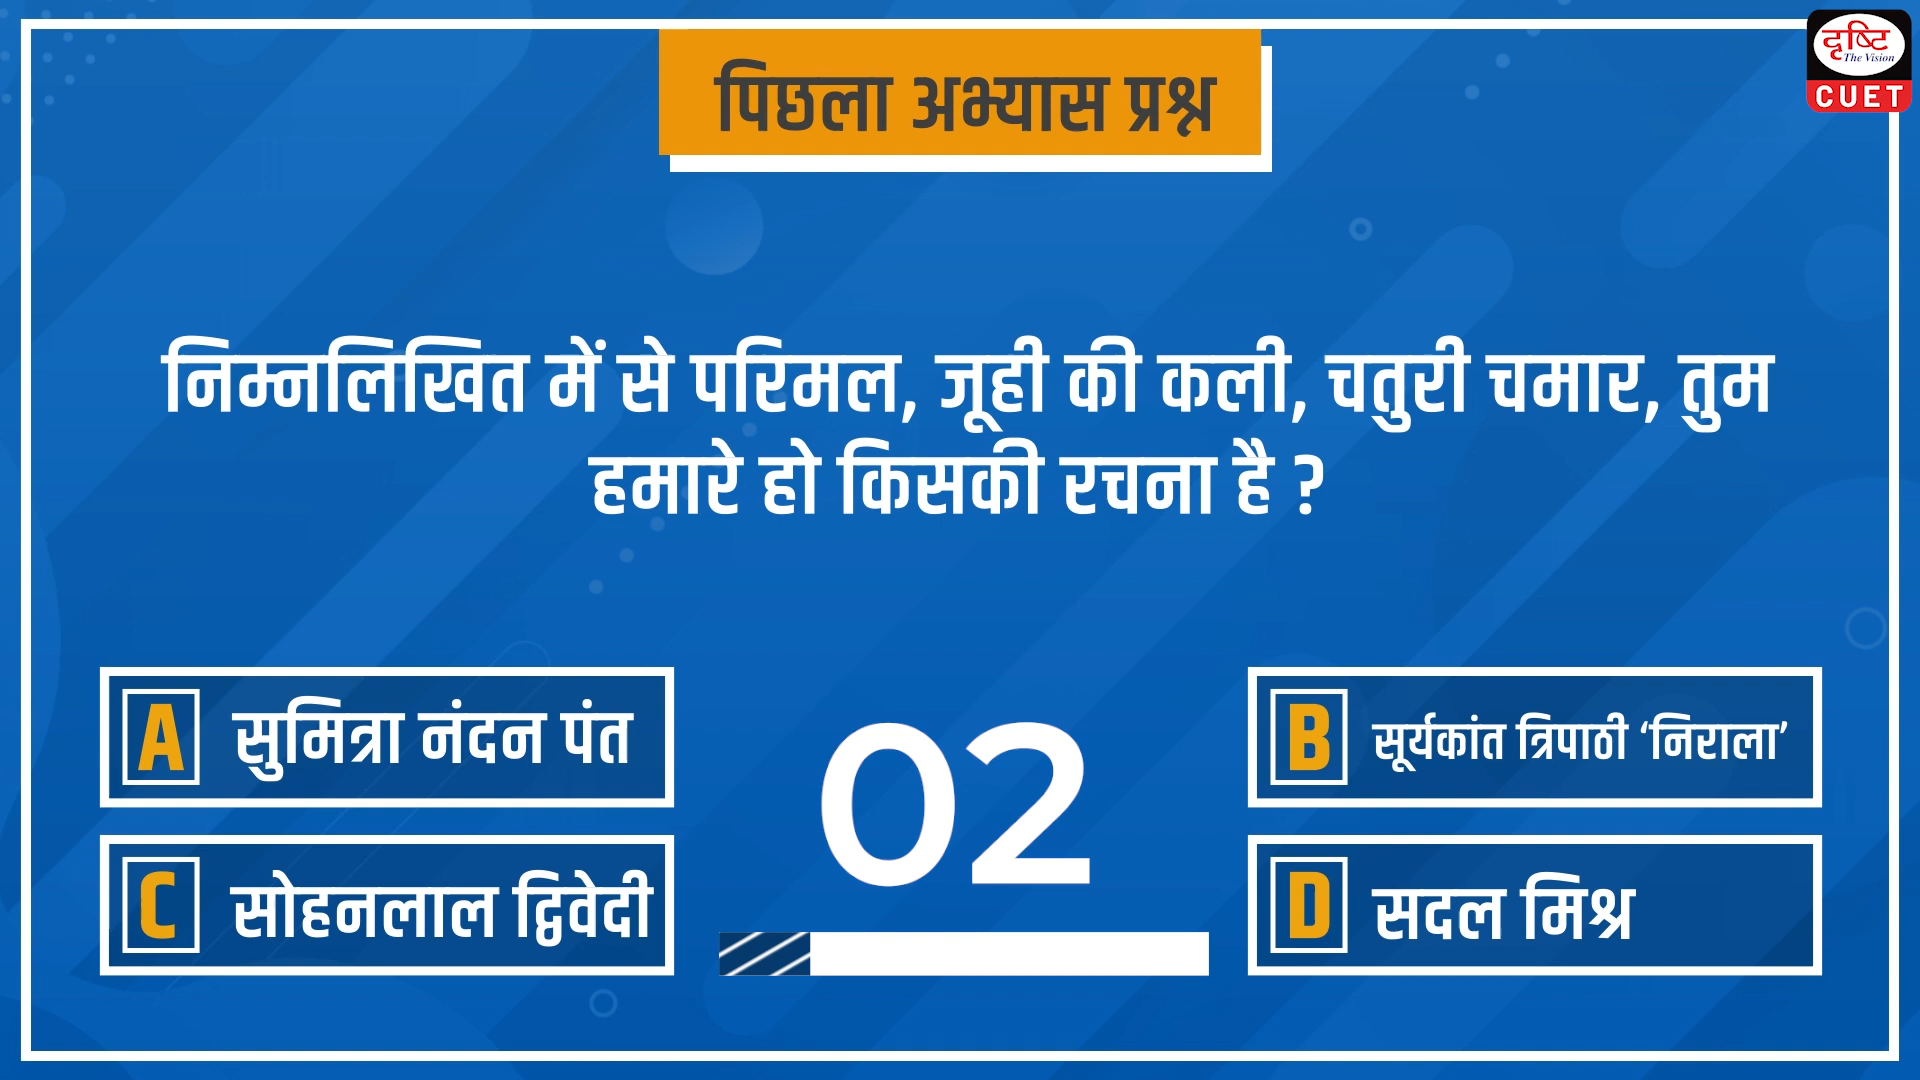 दृष्टि
The Vision
CUET
पिछला अभ्यास प्रश्न
निम्नलिखित में से परिमल, जूही की कली, चतुरी चमार, तुम
हमारे हो किसकी रचना है ?
A सुमित्रा नंदन पंत
B सूर्यकांत त्रिपाठी ‘निराला’
02
C सोहनलाल द्विवेदी
D सदल मिश्र